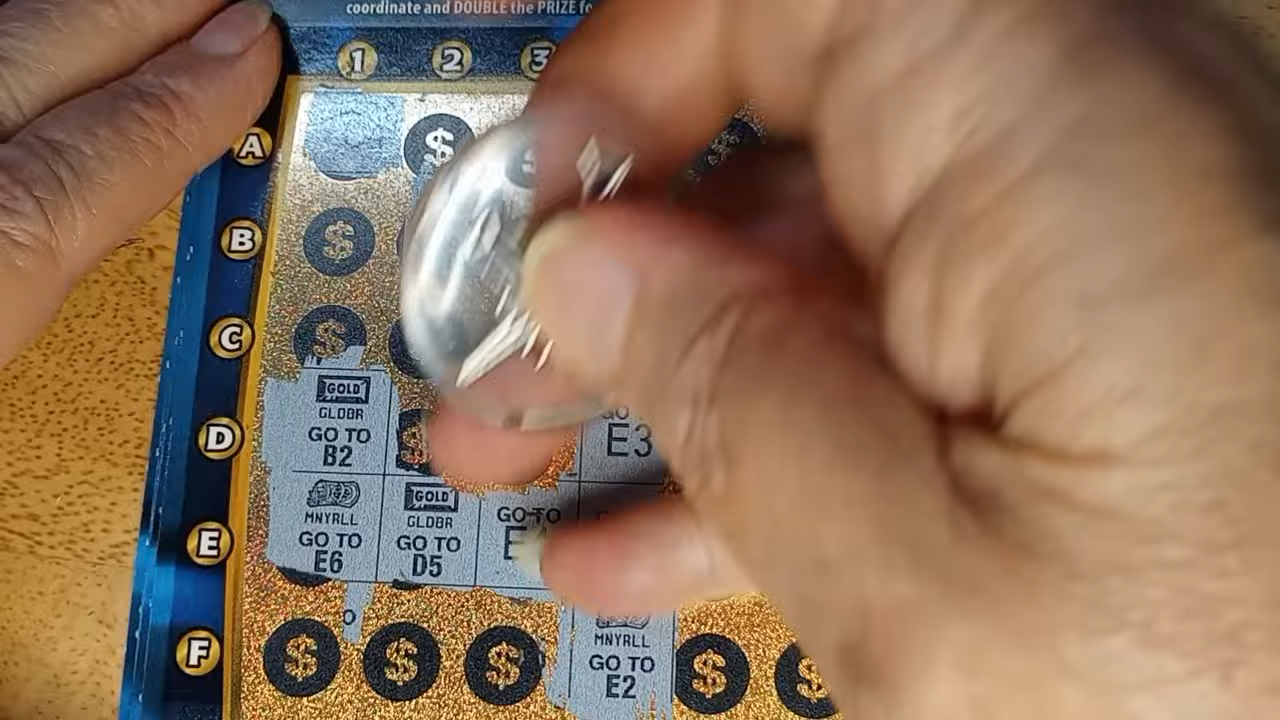 coordinate and DOUBLE the PRIZE
1 2 3
A $
B $
C $
D
GOLD
GLDBR
GO TO
B2
$
GO
E3
E
MNYRLL
GO TO
E6
GOLD
GLDBR
GO TO
D5
GO TO
F
$ $ $
MNYRLL
GO TO
E2
$ $